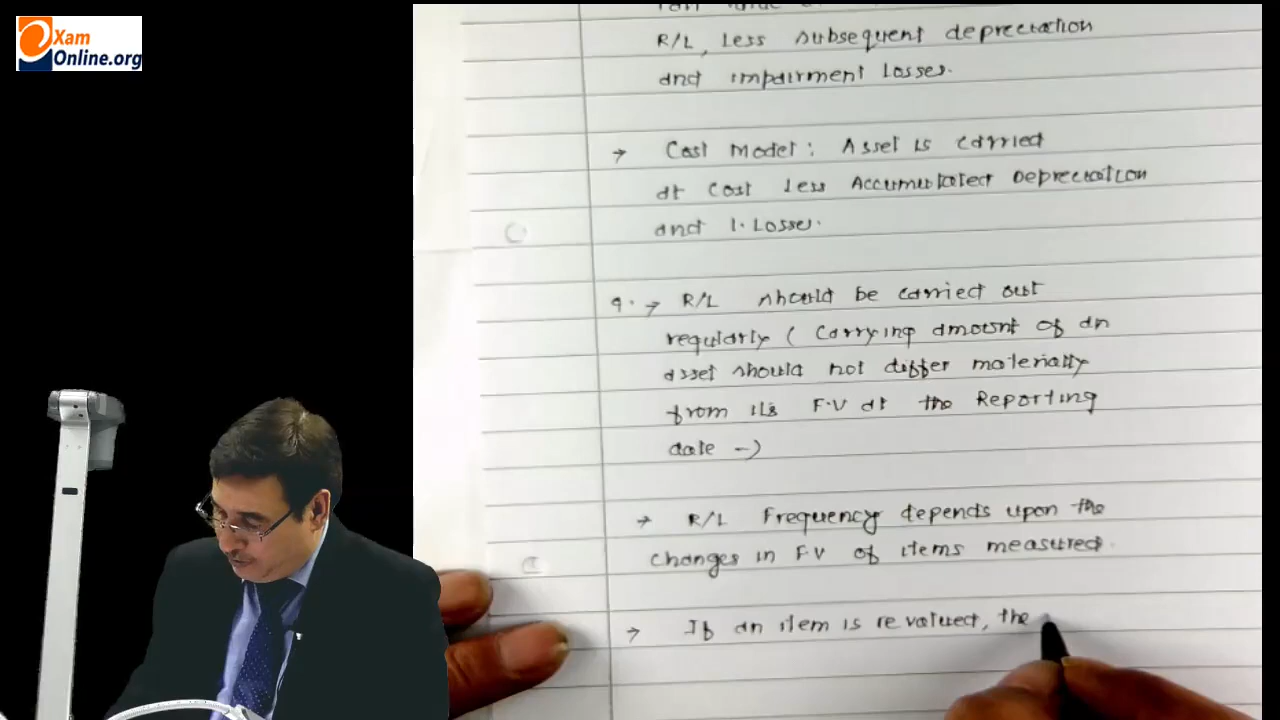 Xam
Online.org
R/L, Less subsequent depreciation
and impairment Losses.
→ Cost Model: Asset is carried
at cost less Accumulated Depreciation
and I. Losses.
9. → R/L should be carried out
regularly (Carrying amount of an
asset should not differ materially
from its F.V at the Reporting
date -)
→ R/L Frequency depends upon the
changes in F.V of items measured.
→ If an item is revalued, the